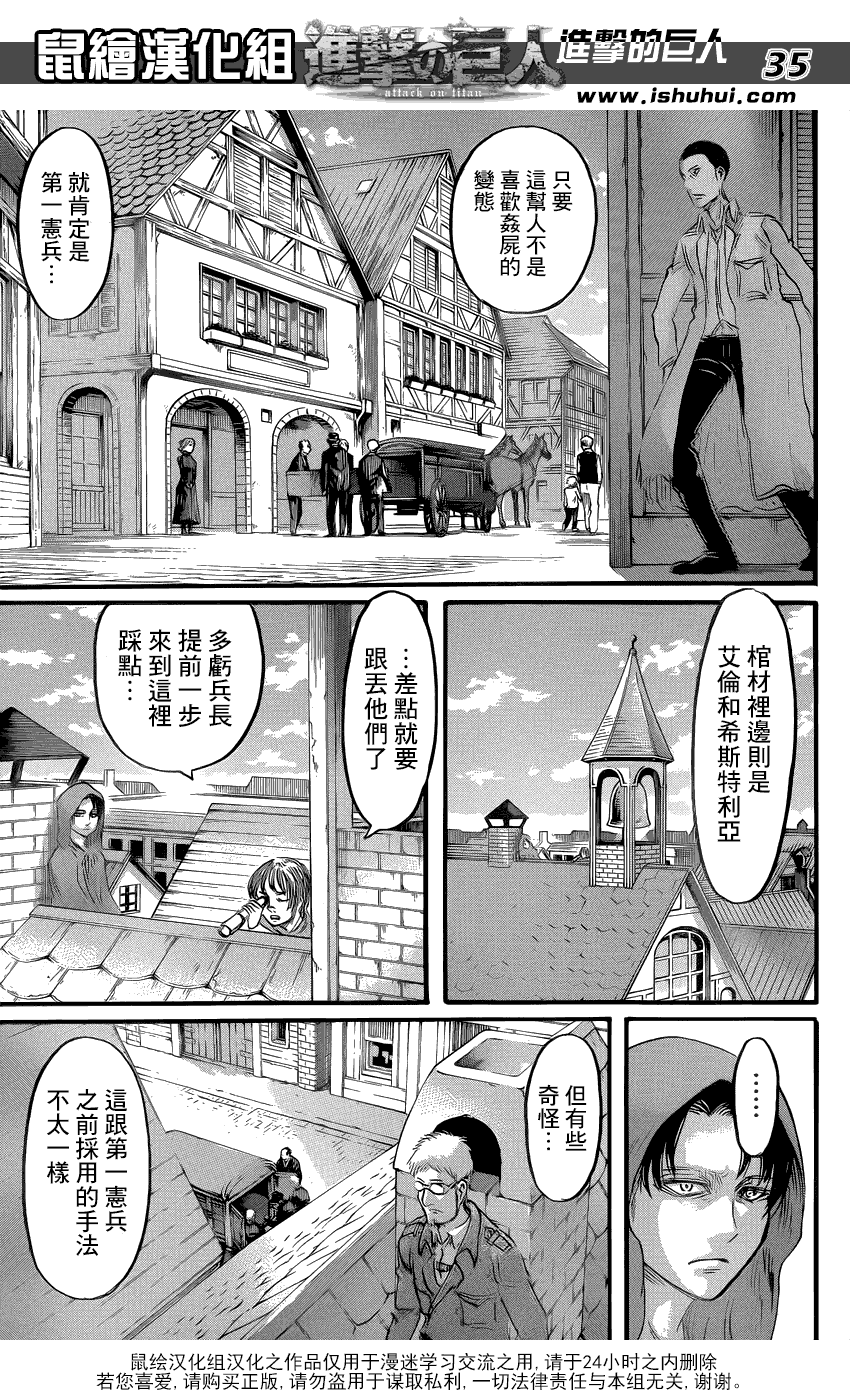 鼠繪漢化組
進撃の巨人
attack on titan
進擊的巨人
35
www.ishuhui.com
只要
這幫人不是
喜歡姦屍的
變態
就肯定是
第一憲兵…
棺材裡邊則是
艾倫和希斯特利亞
…差點就要
跟丟他們了
多虧兵長
提前一步
來到這裡
踩點…
……
但有些
奇怪…
這跟第一憲兵
之前採用的手法
不太一樣
鼠绘汉化组汉化之作品仅用于漫迷学习交流之用,请于24小时之内删除
若您喜爱,请购买正版,请勿盗用于谋取私利,一切法律责任与本组无关,谢谢。